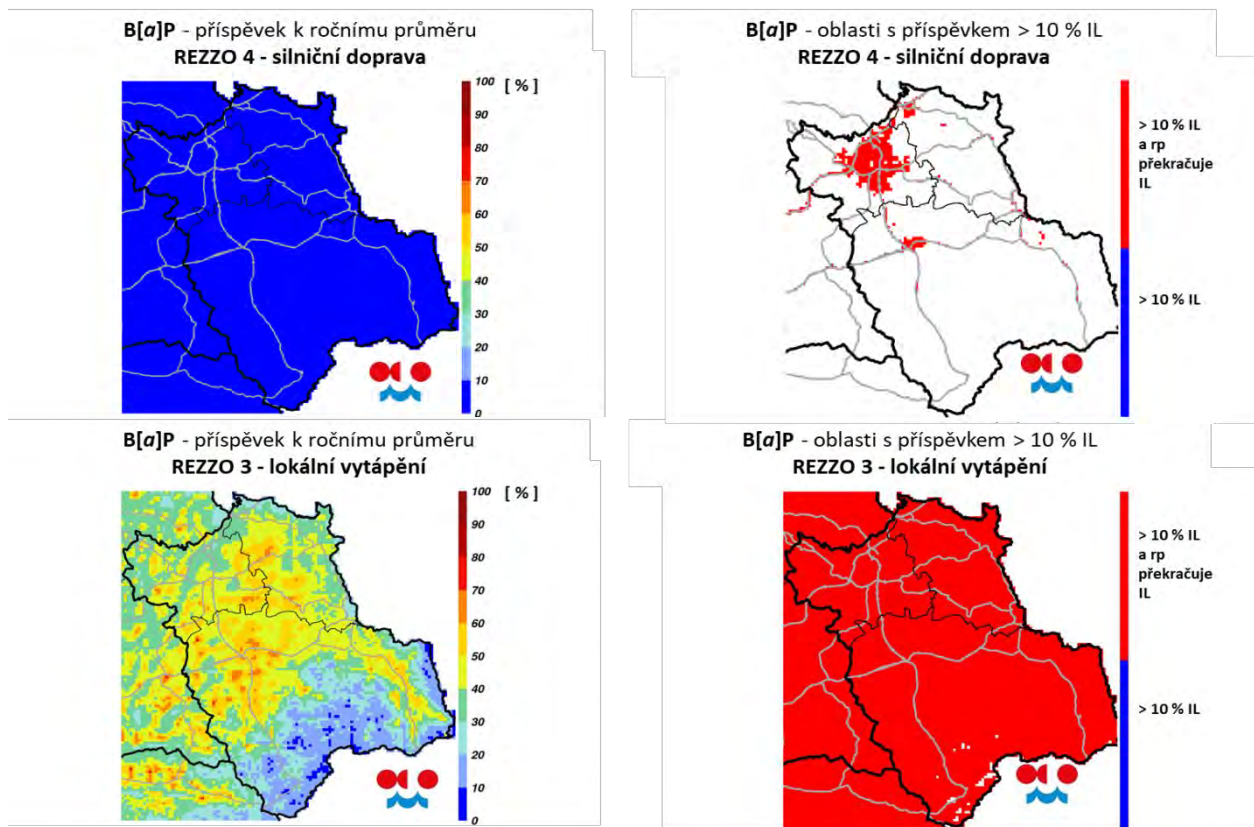 B[a]P - příspěvek k ročnímu průměru
REZZO 4 - silniční doprava
[ % ]
100
90
80
70
60
50
40
30
20
10
0
B[a]P - oblasti s příspěvkem > 10 % IL
REZZO 4 - silniční doprava
> 10 % IL
a rp
překračuje
IL
> 10 % IL
B[a]P - příspěvek k ročnímu průměru
REZZO 3 - lokální vytápění
[ % ]
100
90
80
70
60
50
40
30
20
10
0
B[a]P - oblasti s příspěvkem > 10 % IL
REZZO 3 - lokální vytápění
> 10 % IL
a rp
překračuje
IL
> 10 % IL